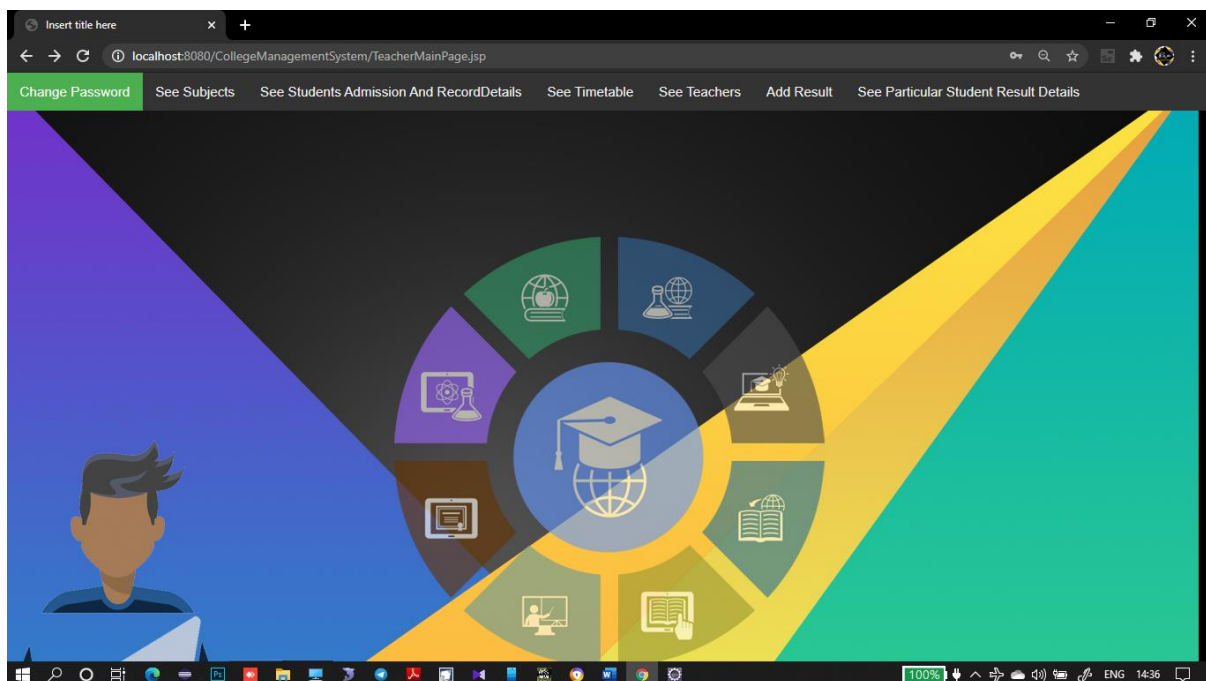 Insert title here
localhost:8080/CollegeManagementSystem/TeacherMainPage.jsp
Change Password See Subjects See Students Admission And RecordDetails See Timetable See Teachers Add Result See Particular Student Result Details
100% ENG 14:36